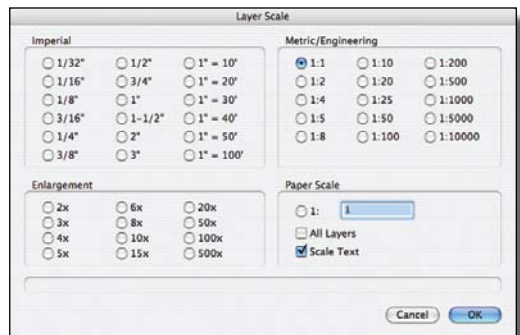 Layer Scale
Imperial
1/32" 1/2" 1" = 10'
1/16" 3/4" 1" = 20'
1/8" 1" 1" = 30'
3/16" 1-1/2" 1" = 40'
1/4" 2" 1" = 50'
3/8" 3" 1" = 100'
Metric/Engineering
1:1 1:10 1:200
1:2 1:20 1:500
1:4 1:25 1:1000
1:5 1:50 1:5000
1:8 1:100 1:10000
Enlargement
2x 6x 20x
3x 8x 50x
4x 10x 100x
5x 15x 500x
Paper Scale
1: 1
All Layers
Scale Text
Cancel OK